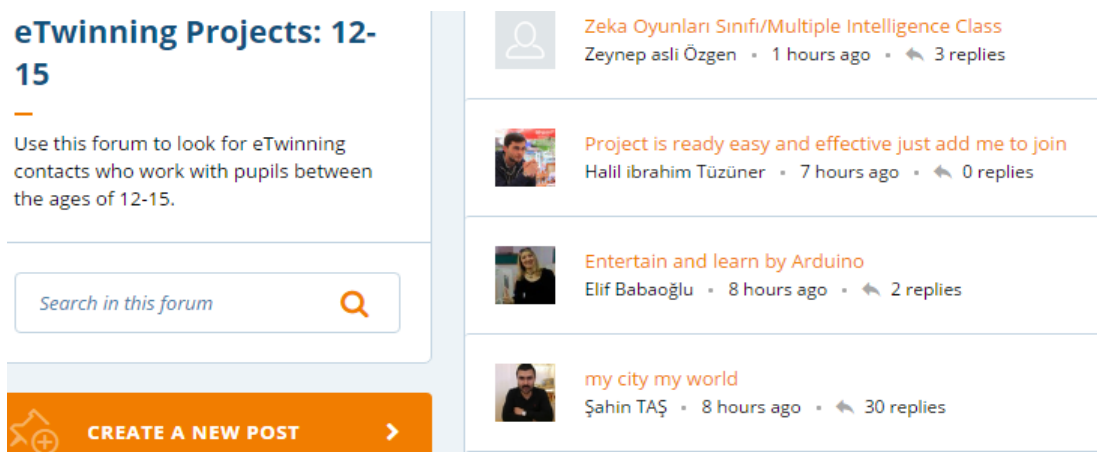 eTwinning Projects: 12-
15
Use this forum to look for eTwinning
contacts who work with pupils between
the ages of 12-15.
Search in this forum
CREATE A NEW POST
Zeka Oyunları Sınıfı/Multiple Intelligence Class
Zeynep asli Özgen • 1 hours ago • 3 replies
Project is ready easy and effective just add me to join
Halil ibrahim Tüzüner • 7 hours ago • 0 replies
Entertain and learn by Arduino
Elif Babaoğlu • 8 hours ago • 2 replies
my city my world
Şahin TAŞ • 8 hours ago • 30 replies